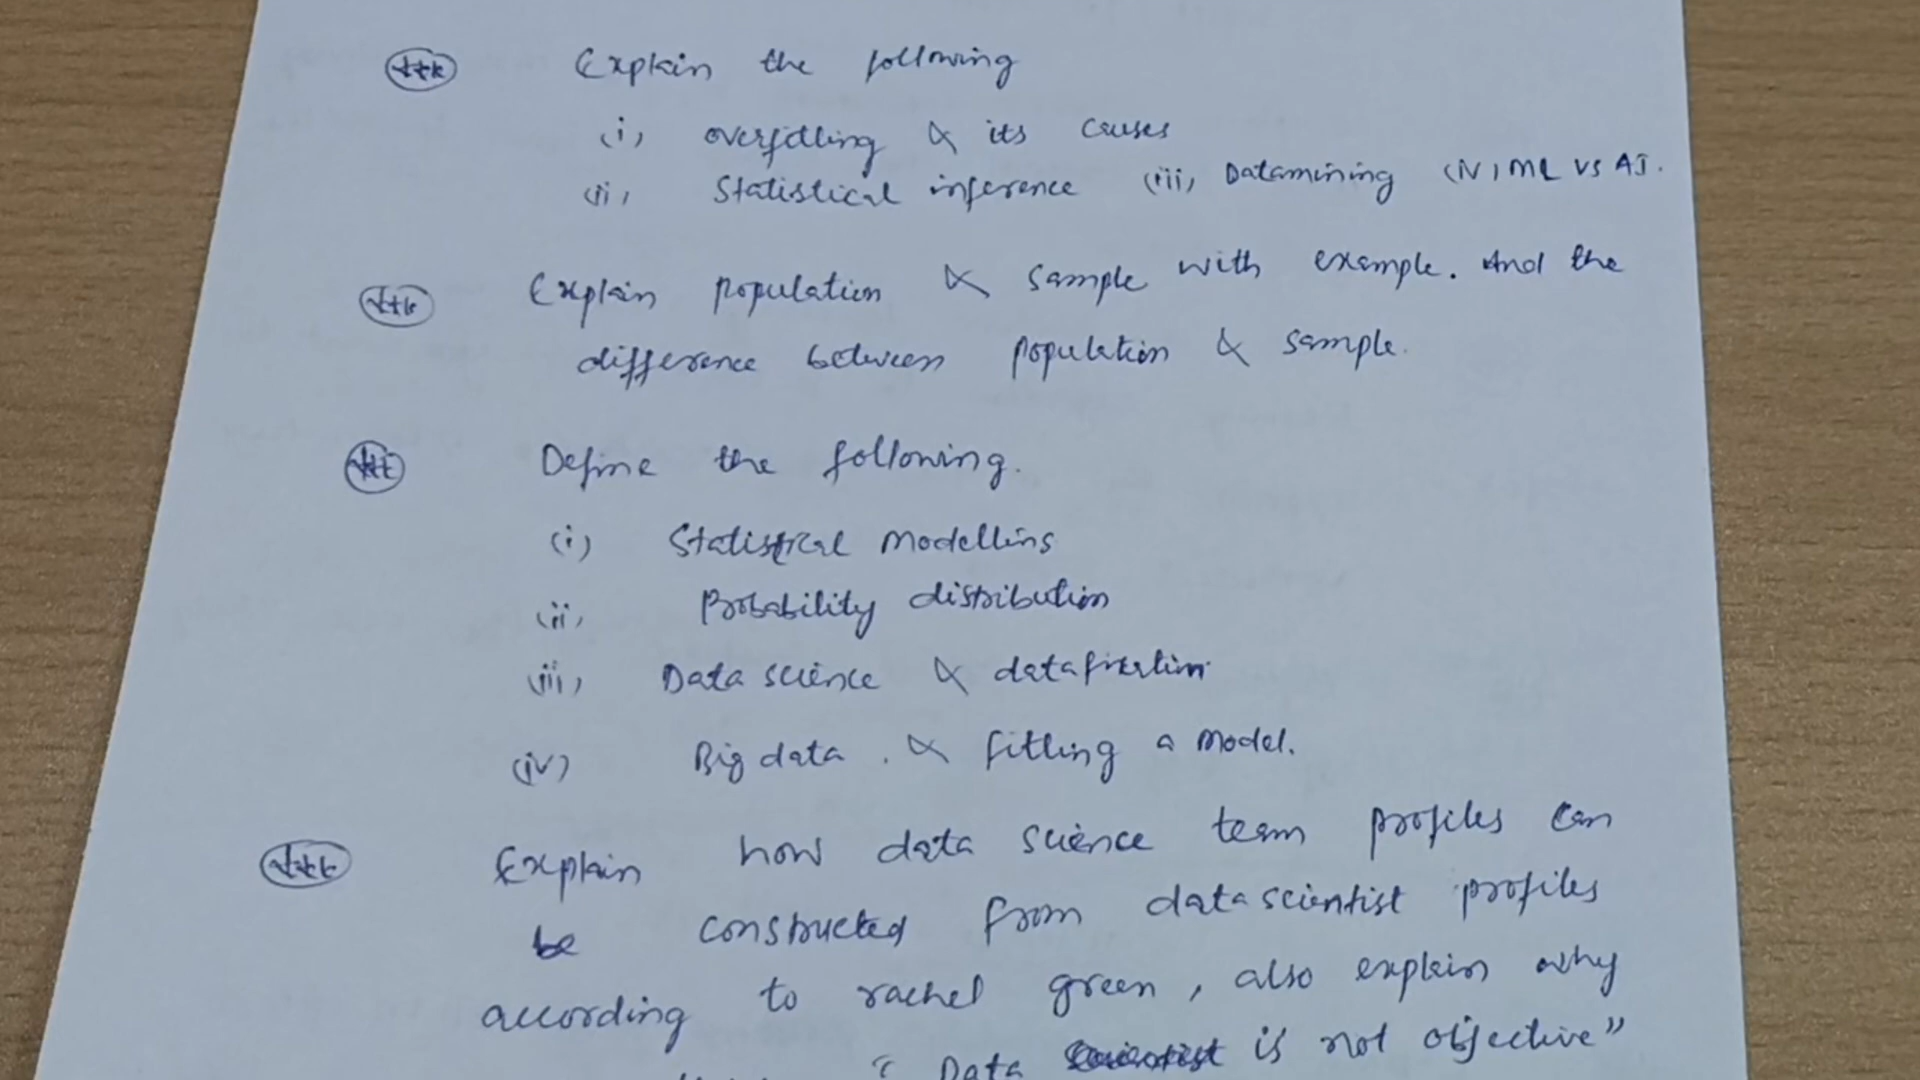 *** Explain the following
(i) overfitting & its causes
(ii) Statistical inference (iii) Datamining (iv) ML vs AI.
*** Explain population & sample with example. And the
difference between population & sample.
*** Define the following.
(i) Statistical modelling
(ii) Probability distribution
(iii) Data science & datafication
(iv) Big data. & fitting a model.
*** Explain how data science team profiles can
be constructed from data scientist profiles
according to rachel green, also explain why
" Data is not objective"